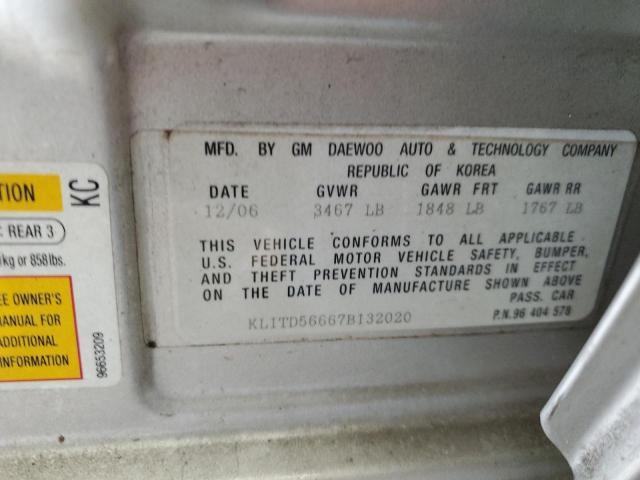 TION
KC
REAR 3
kg or 858lbs.
EE OWNER'S
MANUAL FOR
ADDITIONAL
INFORMATION
96653209
MFD. BY GM DAEWOO AUTO & TECHNOLOGY COMPANY
REPUBLIC OF KOREA
DATE GVWR GAWR FRT GAWR RR
12/06 3467 LB 1848 LB 1767 LB
THIS VEHICLE CONFORMS TO ALL APPLICABLE
U.S. FEDERAL MOTOR VEHICLE SAFETY, BUMPER,
AND THEFT PREVENTION STANDARDS IN EFFECT
ON THE DATE OF MANUFACTURE SHOWN ABOVE
PASS. CAR
KL1TD56667B132020
P.N. 96 404 578